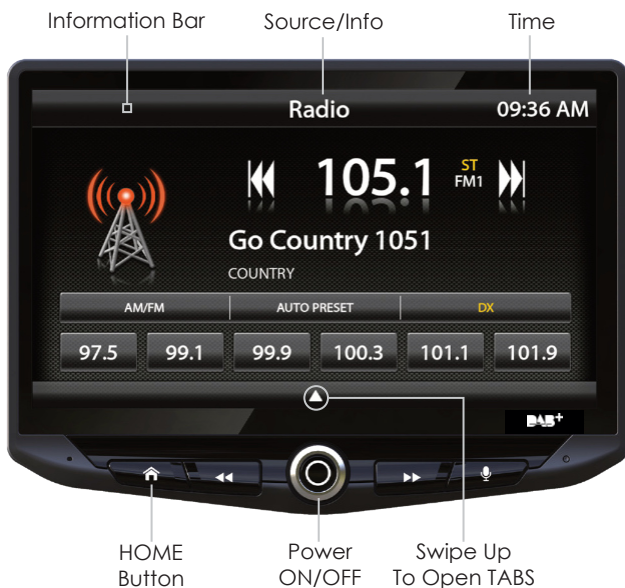 Information Bar
Source/Info
Time
Radio
09:36 AM
105.1
ST
FM1
Go Country 1051
COUNTRY
AM/FM
AUTO PRESET
DX
97.5
99.1
99.9
100.3
101.1
101.9
DAB+
HOME
Button
Power
ON/OFF
Swipe Up
To Open TABS